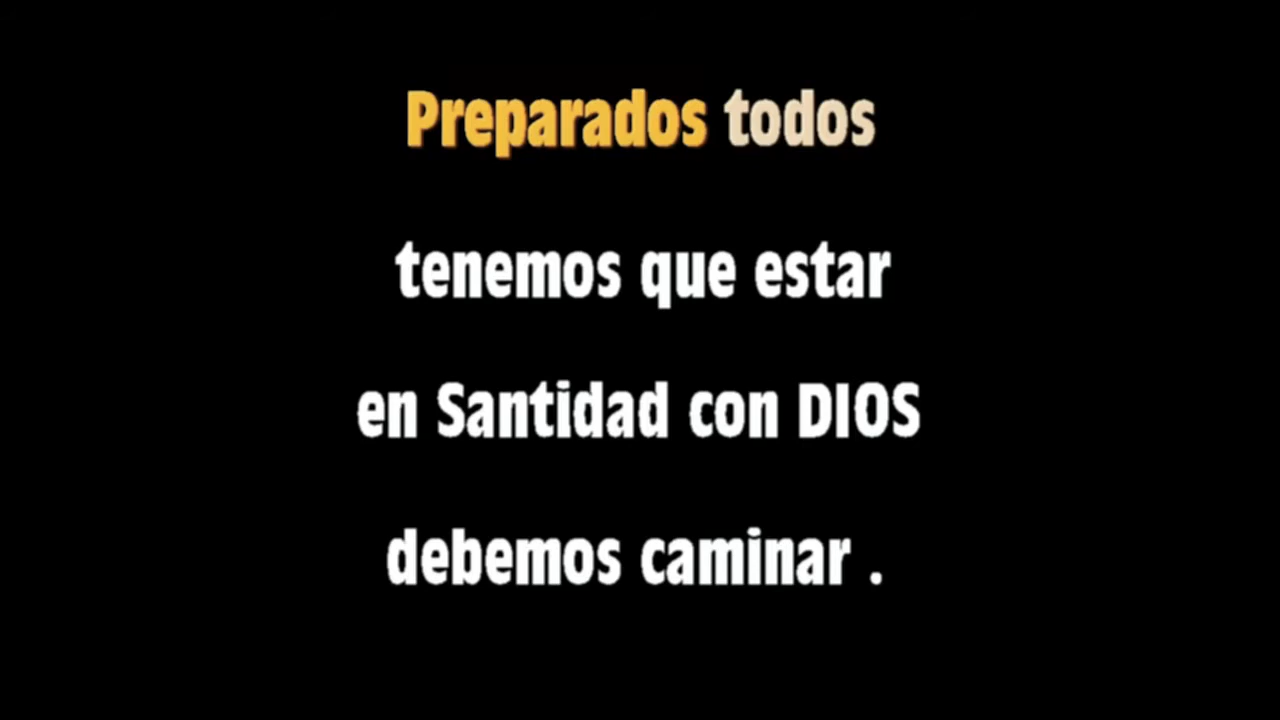 Preparados todos
tenemos que estar
en Santidad con DIOS
debemos caminar .